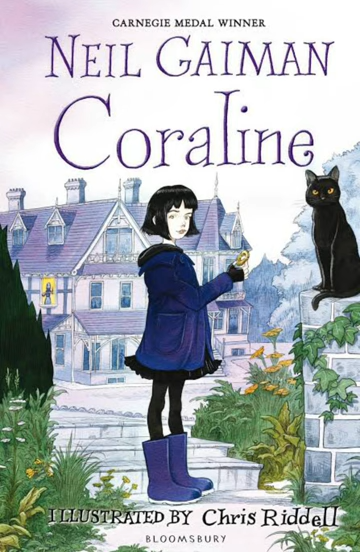 CARNEGIE MEDAL WINNER
NEIL GAIMAN
Coraline
ILLUSTRATED BY Chris Riddell
BLOOMSBURY